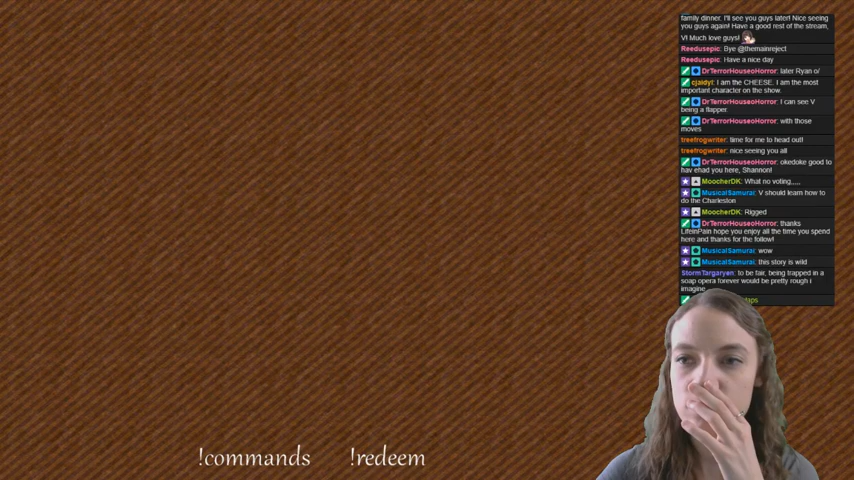 family dinner. I'll see you guys later! Nice seeing
you guys again! Have a good rest of the stream,
V! Much love guys!
Reedusepic: Bye @themainreject
Reedusepic: Have a nice day
DrTerrorHouseoHorror: later Ryan o/
cjaidyl: I am the CHEESE. I am the most
important character on the show.
DrTerrorHouseoHorror: I can see V
being a flapper.
DrTerrorHouseoHorror: with those
moves
treefrogwriter: time for me to head out!
treefrogwriter: nice seeing you all
DrTerrorHouseoHorror: okedoke good to
hav ehad you here, Shannon!
MoocherDK: What no voting,,,,,
MusicalSamurai: V should learn how to
do the Charleston
MoocherDK: Rigged
DrTerrorHouseoHorror: thanks
LifeinPain hope you enjoy all the time you spend
here and thanks for the follow!
MusicalSamurai: wow
MusicalSamurai: this story is wild
StormTargaryen: to be fair, being trapped in a
soap opera forever would be pretty rough i
imagine
!commands !redeem